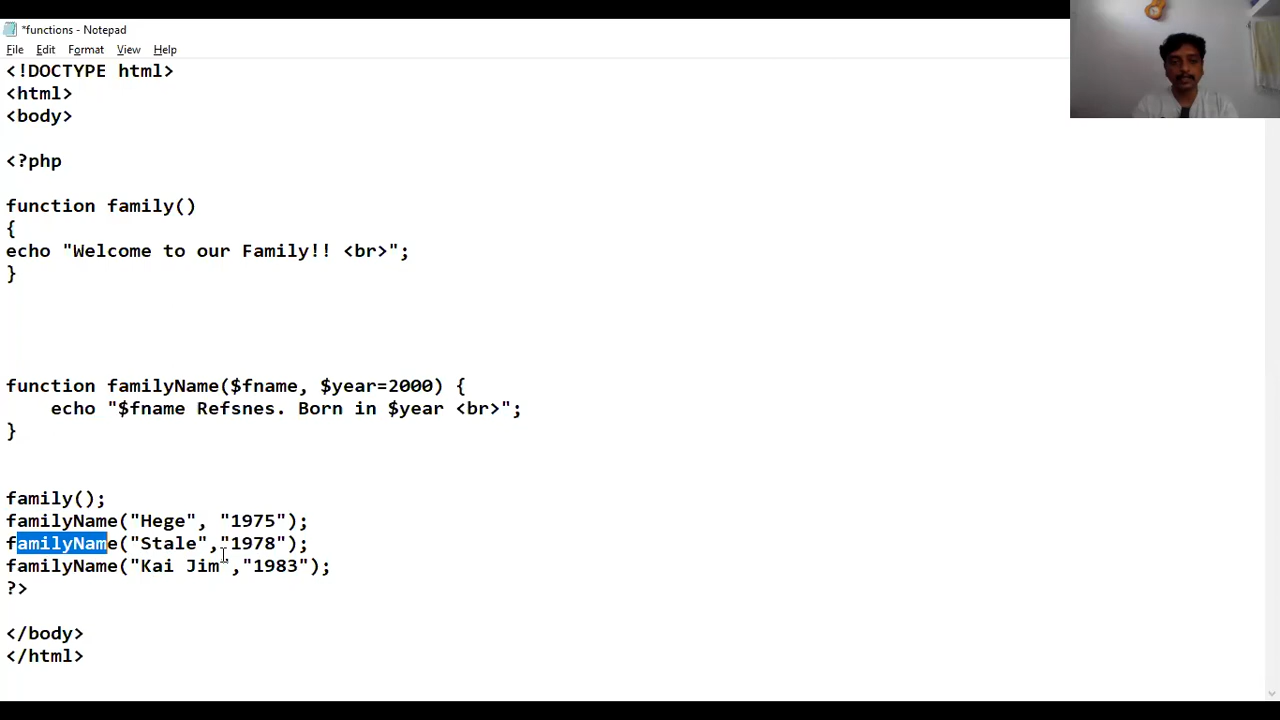 *functions - Notepad
File Edit Format View Help
<!DOCTYPE html>
<html>
<body>
<?php
function family()
{
echo "Welcome to our Family!! <br>";
}
function familyName($fname, $year=2000) {
echo "$fname Refsnes. Born in $year <br>";
}
family();
familyName("Hege", "1975");
familyName("Stale","1978");
familyName("Kai Jim","1983");
?>
</body>
</html>